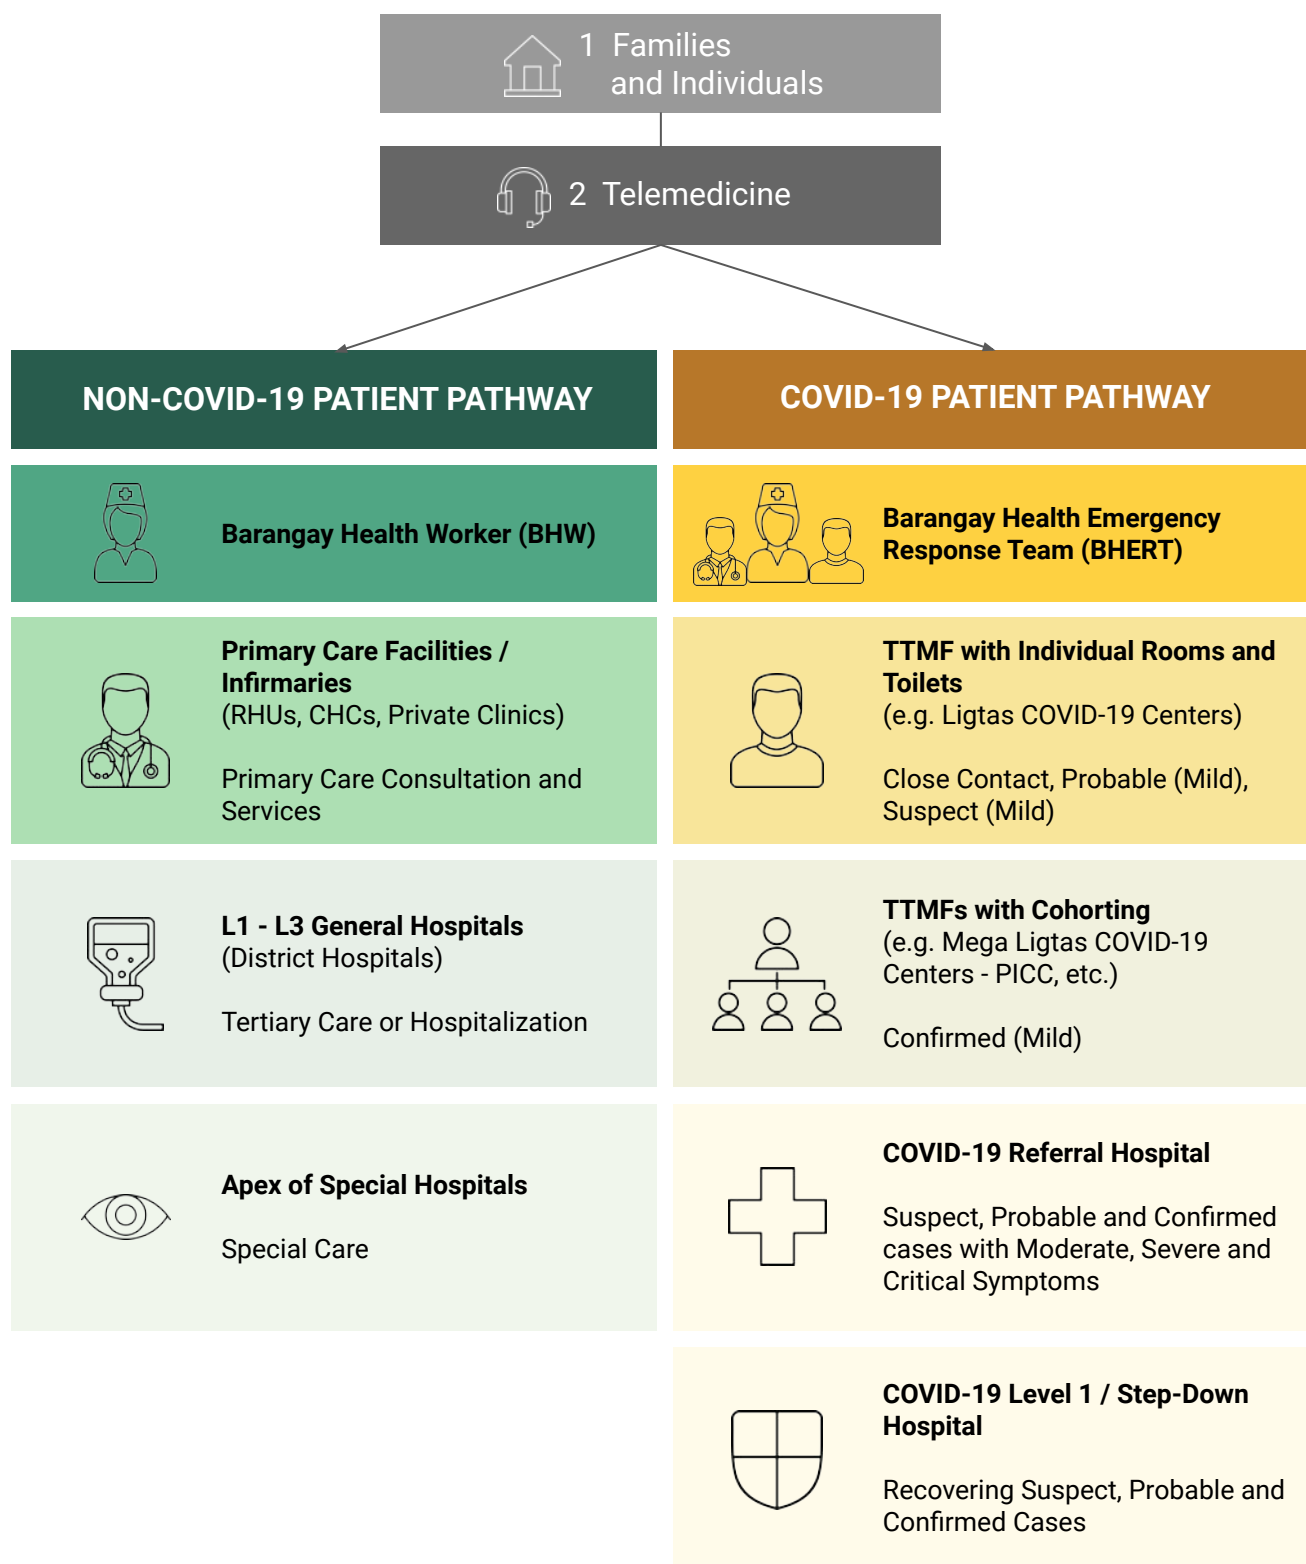 1 Families
and Individuals
2 Telemedicine
NON-COVID-19 PATIENT PATHWAY
Barangay Health Worker (BHW)
Primary Care Facilities /
Infirmaries
(RHUs, CHCs, Private Clinics)
Primary Care Consultation and
Services
L1 - L3 General Hospitals
(District Hospitals)
Tertiary Care or Hospitalization
Apex of Special Hospitals
Special Care
COVID-19 PATIENT PATHWAY
Barangay Health Emergency
Response Team (BHERT)
TTMF with Individual Rooms and
Toilets
(e.g. Ligtas COVID-19 Centers)
Close Contact, Probable (Mild),
Suspect (Mild)
TTMFs with Cohorting
(e.g. Mega Ligtas COVID-19
Centers - PICC, etc.)
Confirmed (Mild)
COVID-19 Referral Hospital
Suspect, Probable and Confirmed
cases with Moderate, Severe and
Critical Symptoms
COVID-19 Level 1 / Step-Down
Hospital
Recovering Suspect, Probable and
Confirmed Cases